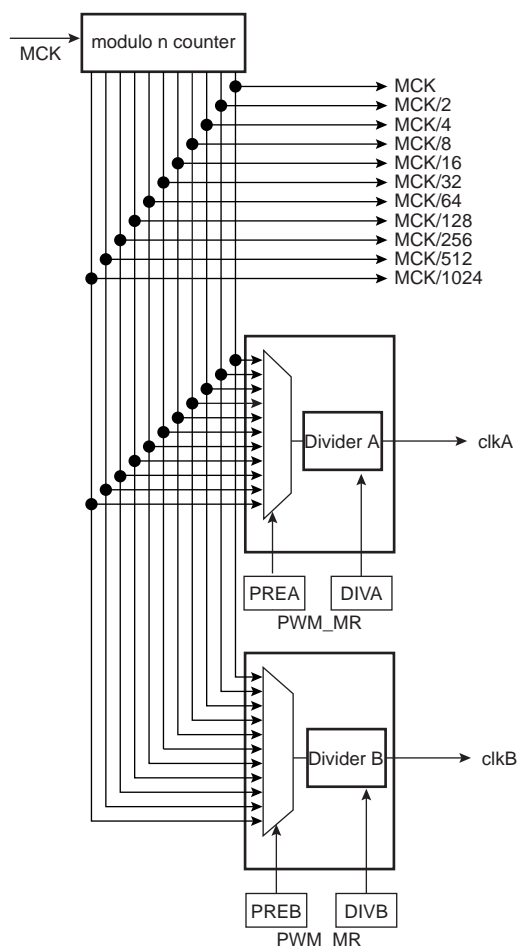 modulo n counter
MCK
MCK
MCK/2
MCK/4
MCK/8
MCK/16
MCK/32
MCK/64
MCK/128
MCK/256
MCK/512
MCK/1024
Divider A
clkA
PREA
DIVA
PWM_MR
Divider B
clkB
PREB
DIVB
PWM_MR